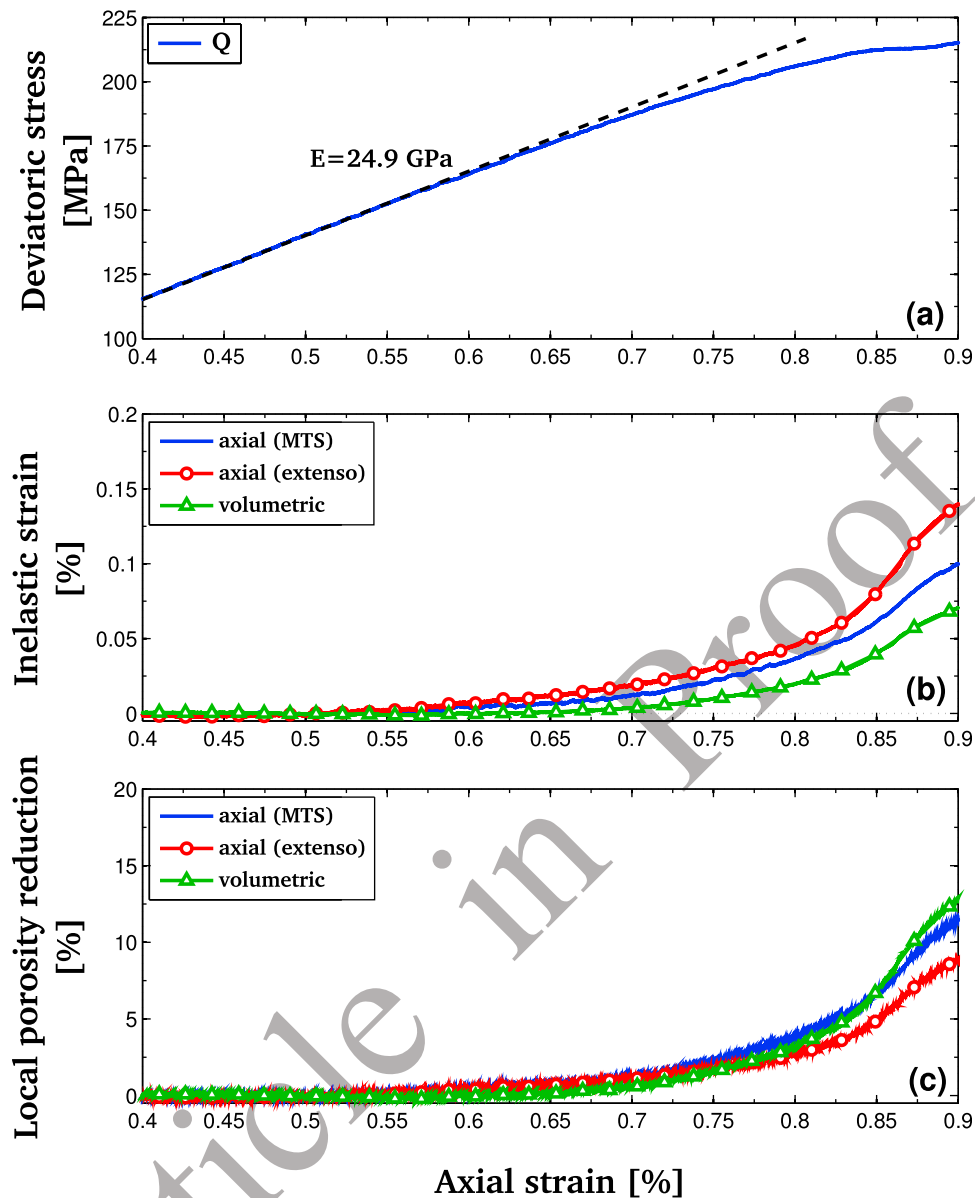 225
200
175
150
125
100
Deviatoric stress
[MPa]
Q
E=24.9 GPa
(a)
0.4 0.45 0.5 0.55 0.6 0.65 0.7 0.75 0.8 0.85 0.9
0.2
0.15
0.1
0.05
0
Inelastic strain
[%]
axial (MTS)
axial (extenso)
volumetric
(b)
0.4 0.45 0.5 0.55 0.6 0.65 0.7 0.75 0.8 0.85 0.9
20
15
10
5
0
Local porosity reduction
[%]
axial (MTS)
axial (extenso)
volumetric
(c)
0.4 0.45 0.5 0.55 0.6 0.65 0.7 0.75 0.8 0.85 0.9
Axial strain [%]
ticle in Proof